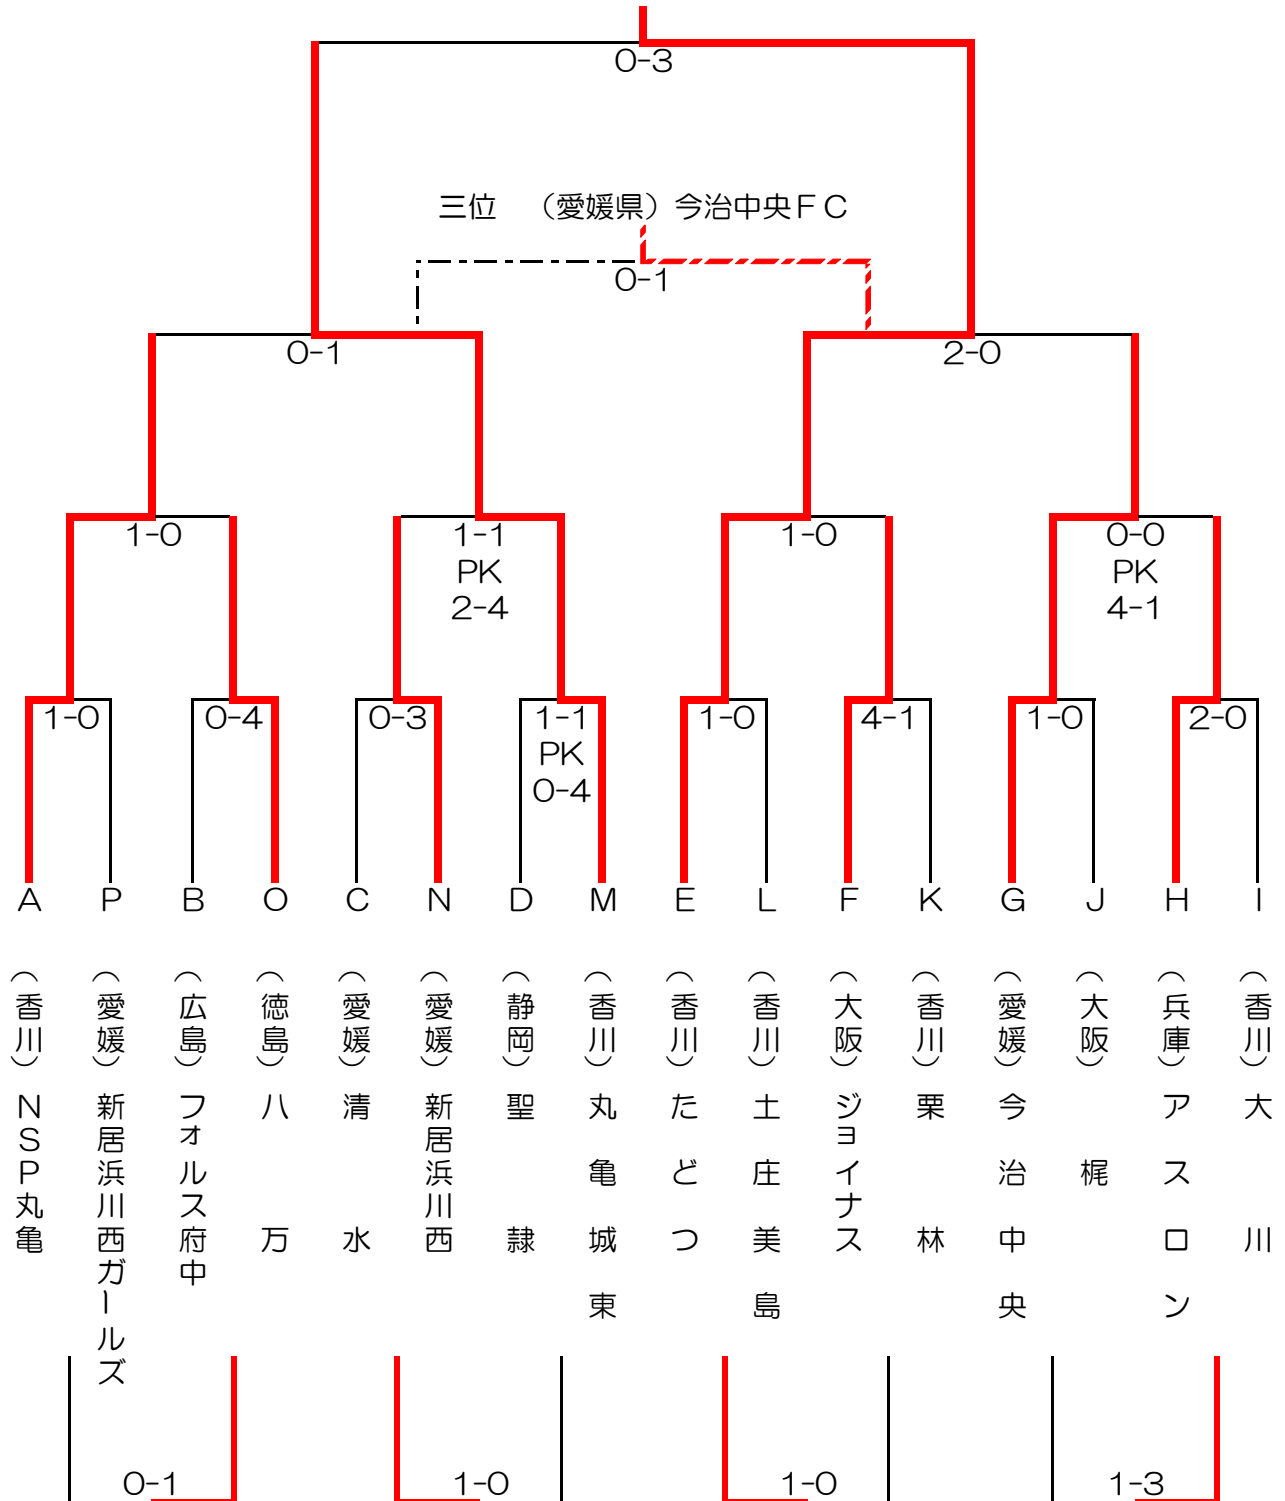 0-3
三位　（愛媛県）今治中央ＦＣ
0-1
0-1
2-0
1-0
1-1
PK
2-4
1-0
0-0
PK
4-1
1-0
0-4
0-3
1-1
PK
0-4
1-0
4-1
1-0
2-0
A
P
B
O
C
N
D
M
E
L
F
K
G
J
H
I
（香川）ＮＳＰ丸亀
（愛媛）新居浜川西ガールズ
（広島）フォルス府中
（徳島）八万
（愛媛）清水
（愛媛）新居浜川西
（静岡）聖隷
（香川）丸亀城東
（香川）たどつ
（香川）土庄美島
（大阪）ジョイナス
（香川）栗林
（愛媛）今治中央
（大阪）梶
（兵庫）アスロン
（香川）大川
0-1
1-0
1-0
1-3